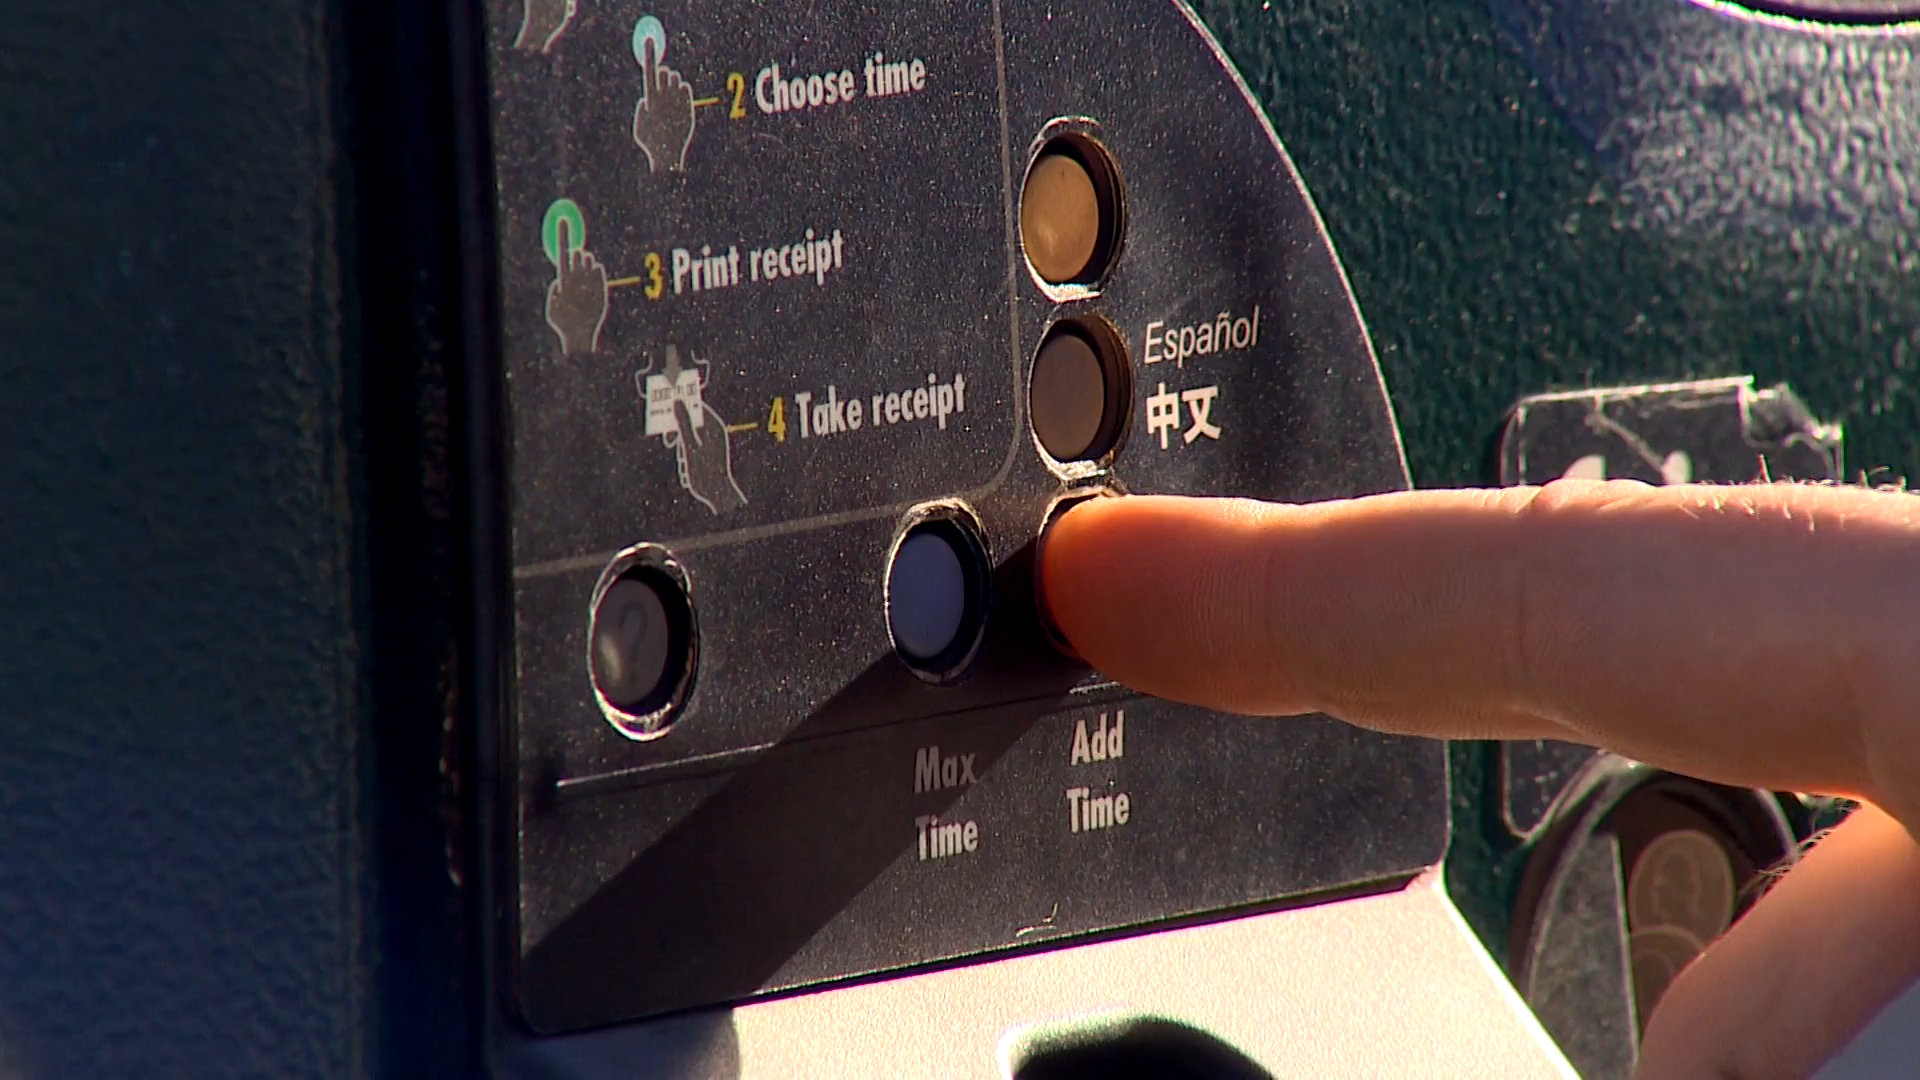 2 Choose time
3 Print receipt
4 Take receipt
Español
中文
?
Max
Time
Add
Time